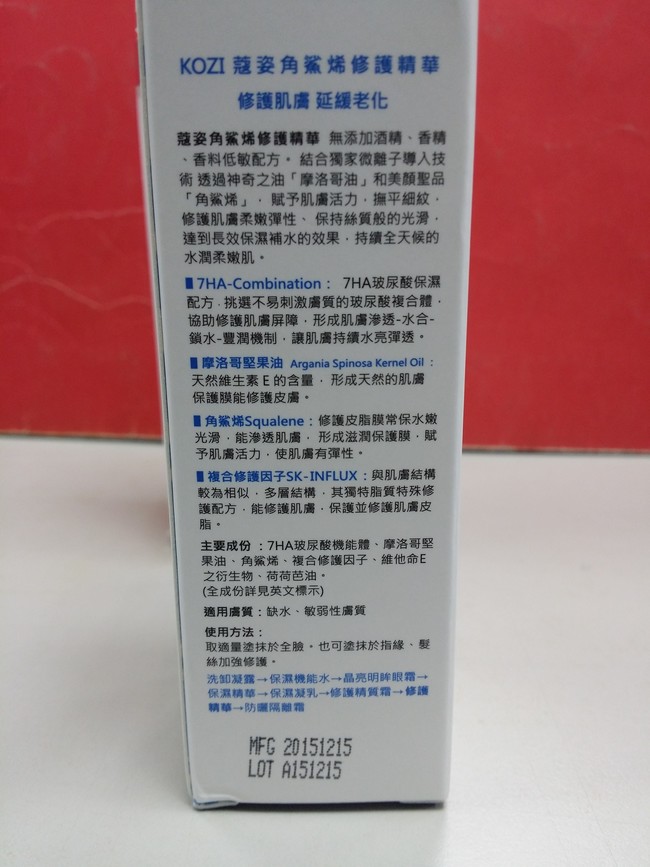 KOZI 蔻姿角鯊烯修護精華
修護肌膚 延緩老化
蔻姿角鯊烯修護精華 無添加酒精、香精
、香料低敏配方。 結合獨家微離子導入技
術 透過神奇之油「摩洛哥油」和美顏聖品
「角鯊烯」，賦予肌膚活力，撫平細紋，
修護肌膚柔嫩彈性、 保持絲質般的光滑，
達到長效保濕補水的效果，持續全天候的
水潤柔嫩肌。
7HA-Combination： 7HA玻尿酸保濕
配方，挑選不易刺激膚質的玻尿酸複合體，
協助修護肌膚屏障，形成肌膚滲透-水合-
鎖水-豐潤機制，讓肌膚持續水亮彈透。
摩洛哥堅果油 Argania Spinosa Kernel Oil：
天然維生素 E 的含量， 形成天然的肌膚
保護膜能修護皮膚。
角鯊烯Squalene：修護皮脂膜常保水嫩
光滑，能滲透肌膚， 形成滋潤保護膜，賦
予肌膚活力，使肌膚有彈性。
複合修護因子SK-INFLUX：與肌膚結構
較為相似，多層結構，其獨特脂質特殊修
護配方，能修護肌膚，保護並修護肌膚皮
脂。
主要成份 ：7HA玻尿酸機能體、摩洛哥堅
果油、角鯊烯、複合修護因子、維他命E
之衍生物、荷荷芭油。
(全成份詳見英文標示)
適用膚質：缺水、敏弱性膚質
使用方法：
取適量塗抹於全臉。也可塗抹於指緣、髮
絲加強修護。
洗卸凝露→保濕機能水→晶亮明眸眼霜→
保濕精華→保濕凝乳→修護精質霜→修護
精華→防曬隔離霜
MFG 20151215
LOT A151215